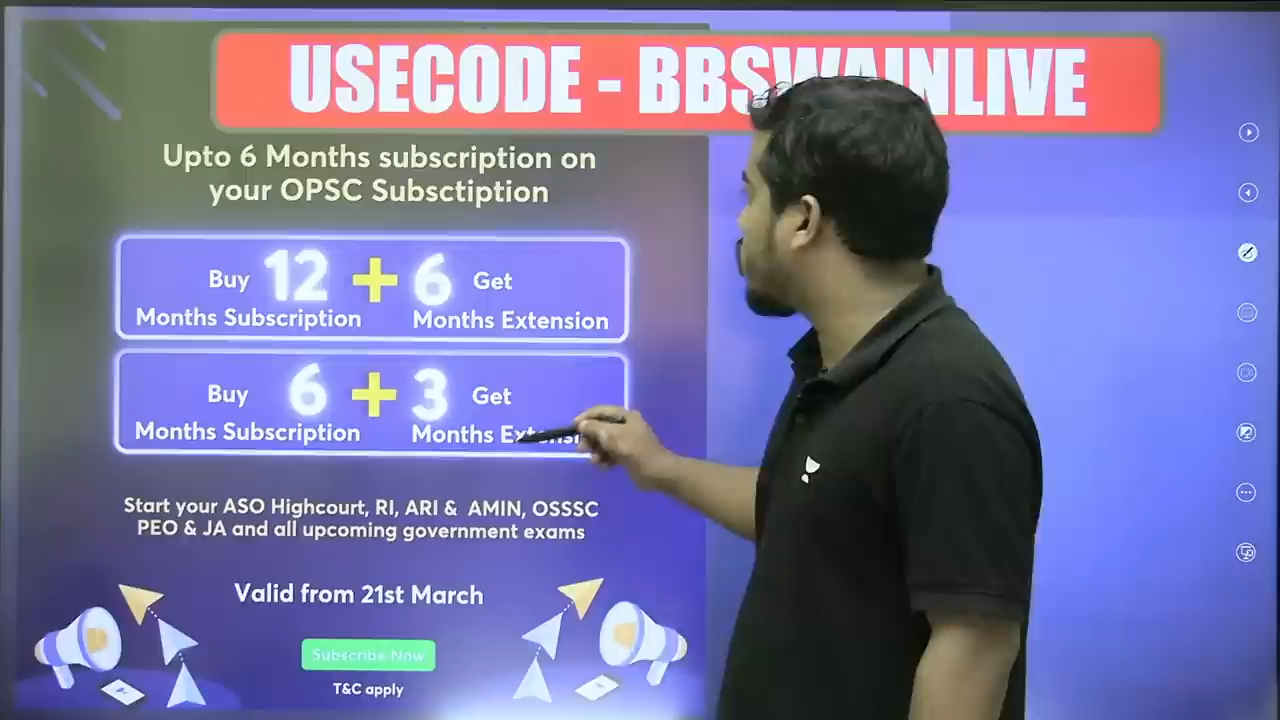 USECODE - BBSWAINLIVE
Upto 6 Months subscription on
your OPSC Subsctiption
Buy 12 + 6 Get
Months Subscription Months Extension
Buy 6 + 3 Get
Months Subscription Months
Start your ASO Highcourt, RI, ARI & AMIN, OSSSC
PEO & JA and all upcoming government exams
Valid from 21st March
Subscribe Now
T&C apply